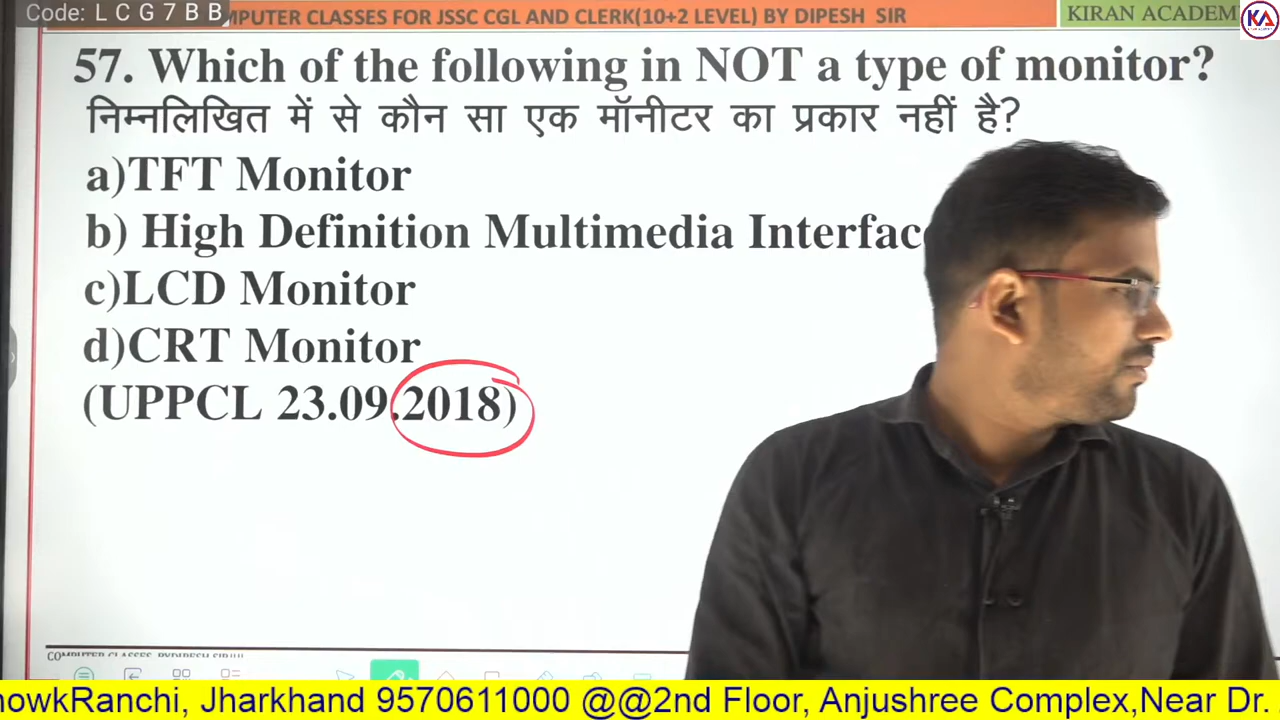 Code: L C G 7 B B
MPUTER CLASSES FOR JSSC CGL AND CLERK(10+2 LEVEL) BY DIPESH SIR
KIRAN ACADEM
KA
57. Which of the following in NOT a type of monitor?
निम्नलिखित में से कौन सा एक मॉनीटर का प्रकार नहीं है?
a)TFT Monitor
b) High Definition Multimedia Interfac
c)LCD Monitor
d)CRT Monitor
(UPPCL 23.09.2018)
howkRanchi, Jharkhand 9570611000 @@2nd Floor, Anjushree Complex,Near Dr.